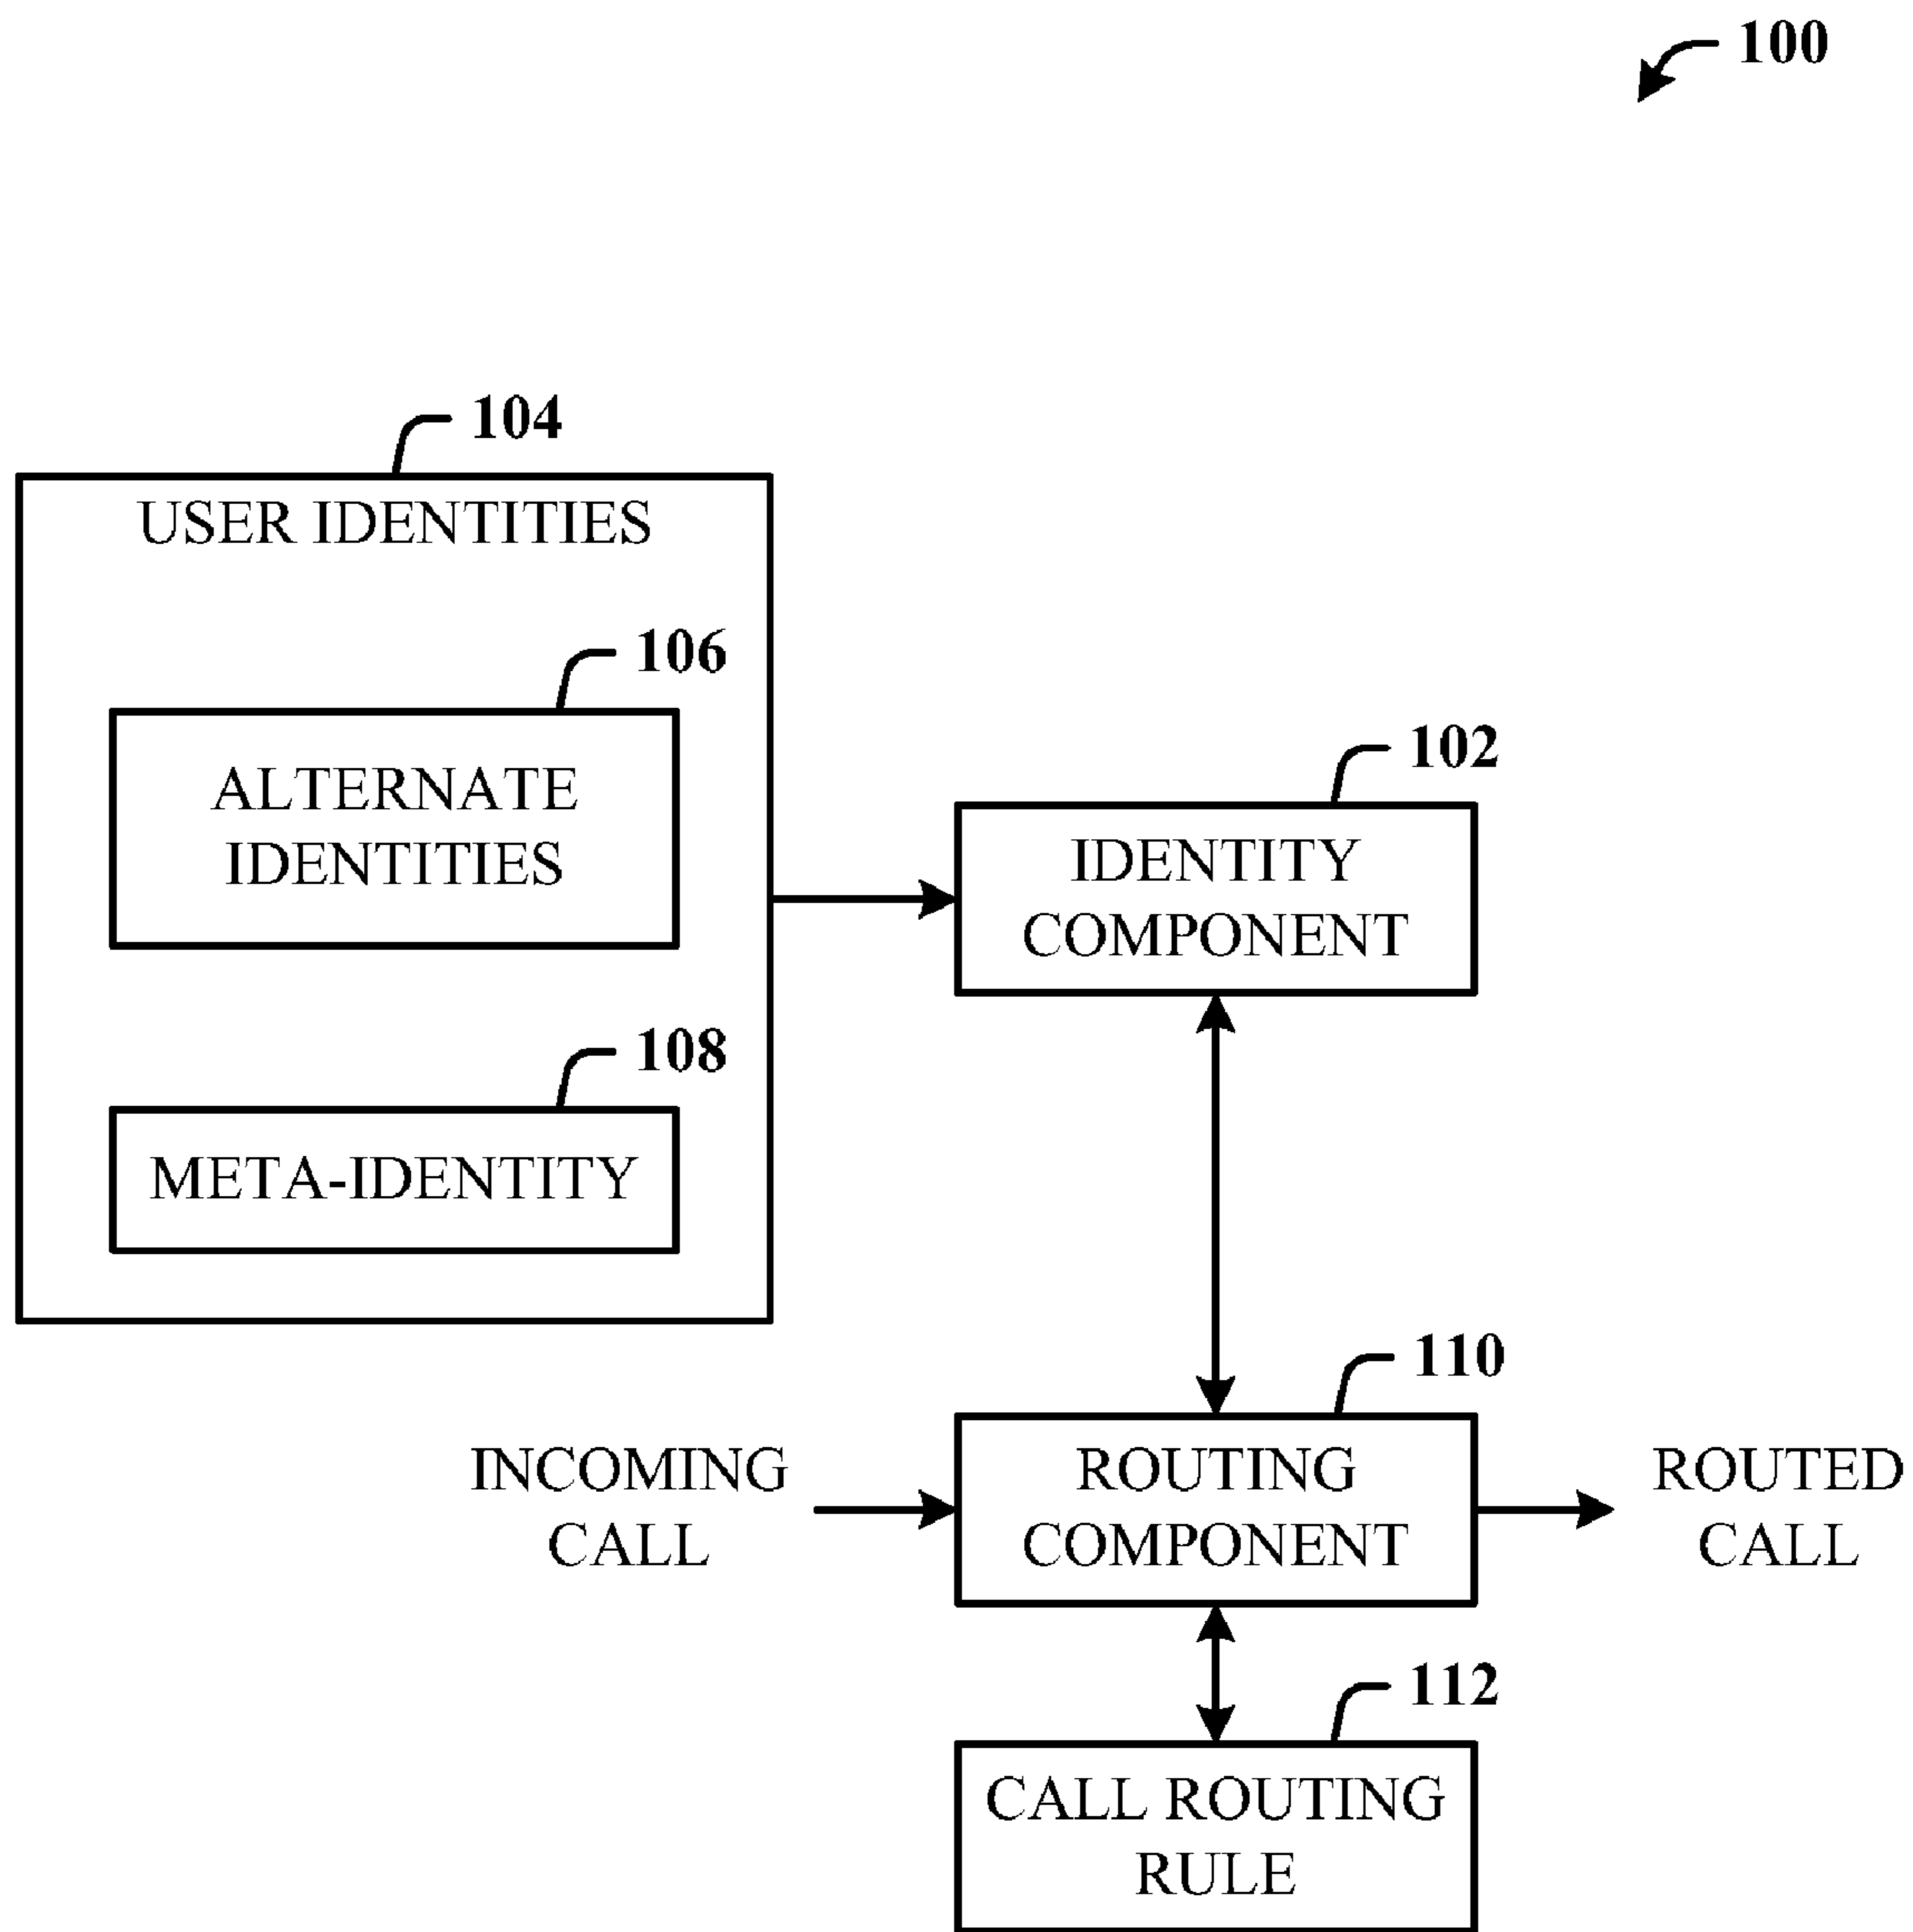 100
104
USER IDENTITIES
106
ALTERNATE
IDENTITIES
108
META-IDENTITY
102
IDENTITY
COMPONENT
110
INCOMING
CALL
ROUTING
COMPONENT
ROUTED
CALL
112
CALL ROUTING
RULE